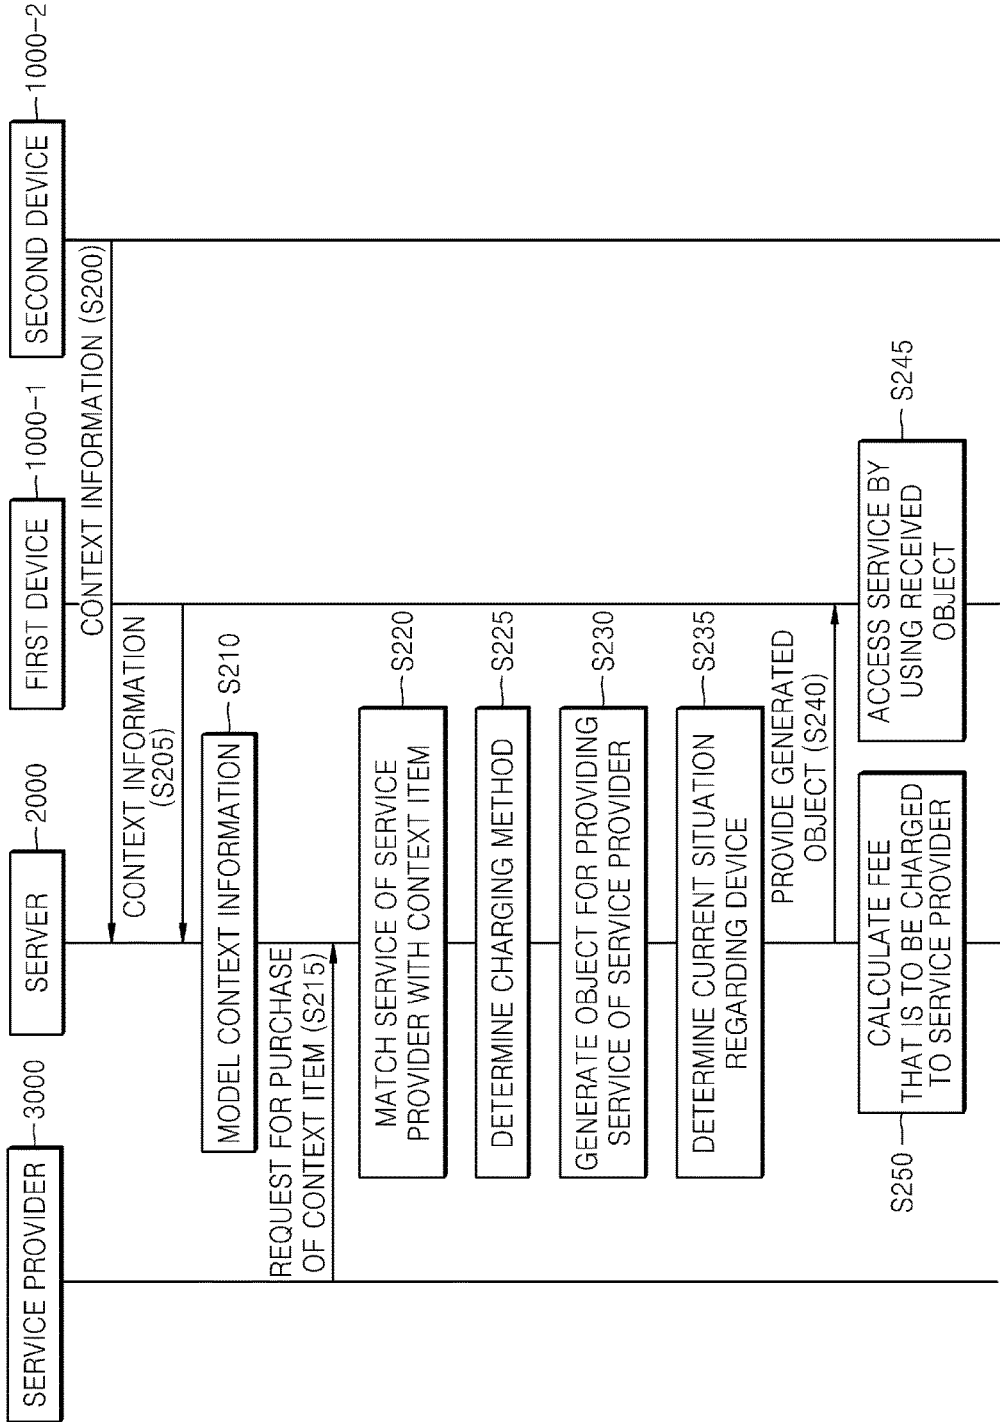 SERVICE PROVIDER
3000
SERVER
2000
FIRST DEVICE
1000-1
SECOND DEVICE
1000-2
CONTEXT INFORMATION (S200)
CONTEXT INFORMATION
(S205)
MODEL CONTEXT INFORMATION
S210
REQUEST FOR PURCHASE
OF CONTEXT ITEM (S215)
MATCH SERVICE OF SERVICE
PROVIDER WITH CONTEXT ITEM
S220
DETERMINE CHARGING METHOD
S225
GENERATE OBJECT FOR PROVIDING
SERVICE OF SERVICE PROVIDER
S230
DETERMINE CURRENT SITUATION
REGARDING DEVICE
S235
PROVIDE GENERATED
OBJECT (S240)
ACCESS SERVICE BY
USING RECEIVED
OBJECT
S245
S250
CALCULATE FEE
THAT IS TO BE CHARGED
TO SERVICE PROVIDER